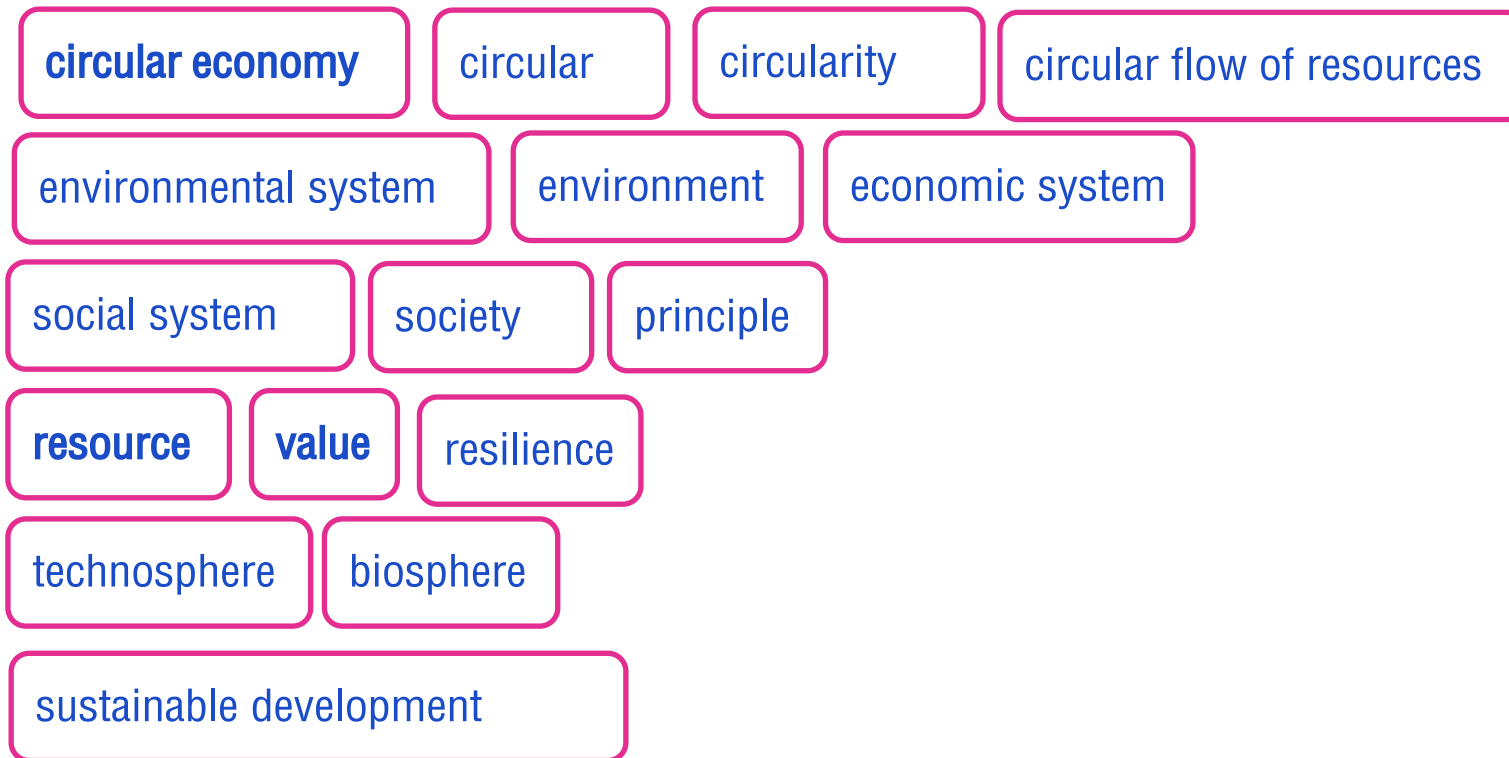 circular economy circular circularity circular flow of resources
environmental system environment economic system
social system society principle
resource value resilience
technosphere biosphere
sustainable development